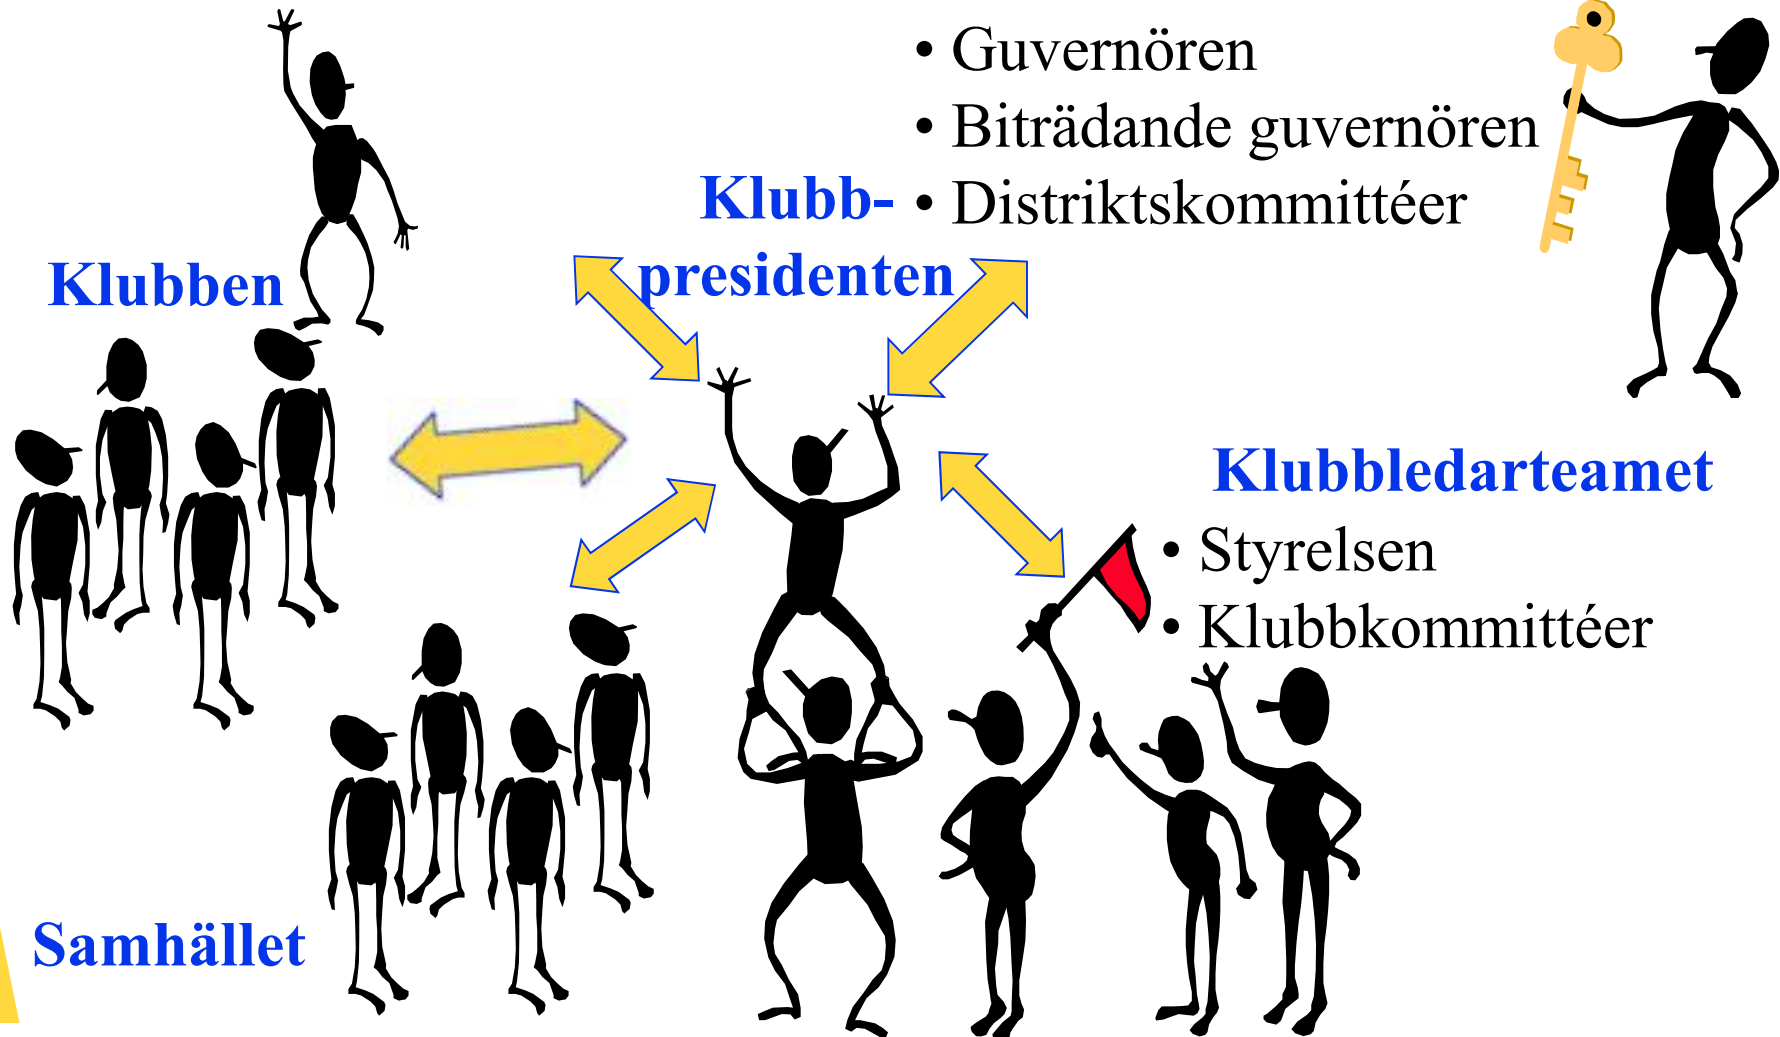 • Guvernören
• Biträdande guvernören
• Distriktskommittéer
Klubb-
presidenten
Klubben
Klubbledarteamet
• Styrelsen
• Klubbkommittéer
Samhället